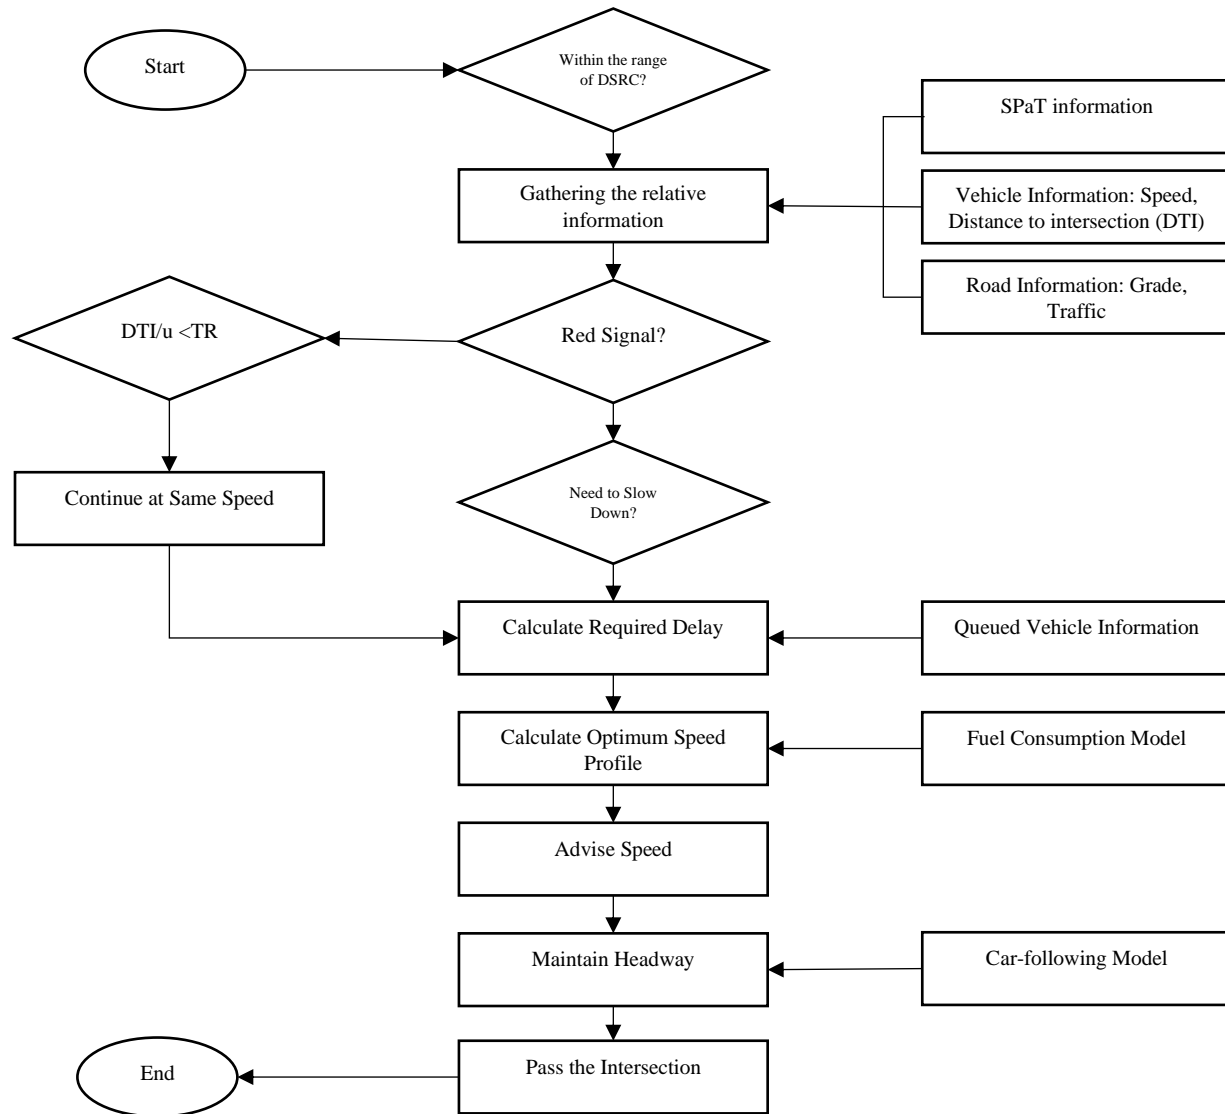 Start
Within the range
of DSRC?
SPaT information
Gathering the relative
information
Vehicle Information: Speed,
Distance to intersection (DTI)
Road Information: Grade,
Traffic
DTI/u <TR
Red Signal?
Continue at Same Speed
Need to Slow
Down?
Calculate Required Delay
Queued Vehicle Information
Calculate Optimum Speed
Profile
Fuel Consumption Model
Advise Speed
Maintain Headway
Car-following Model
Pass the Intersection
End